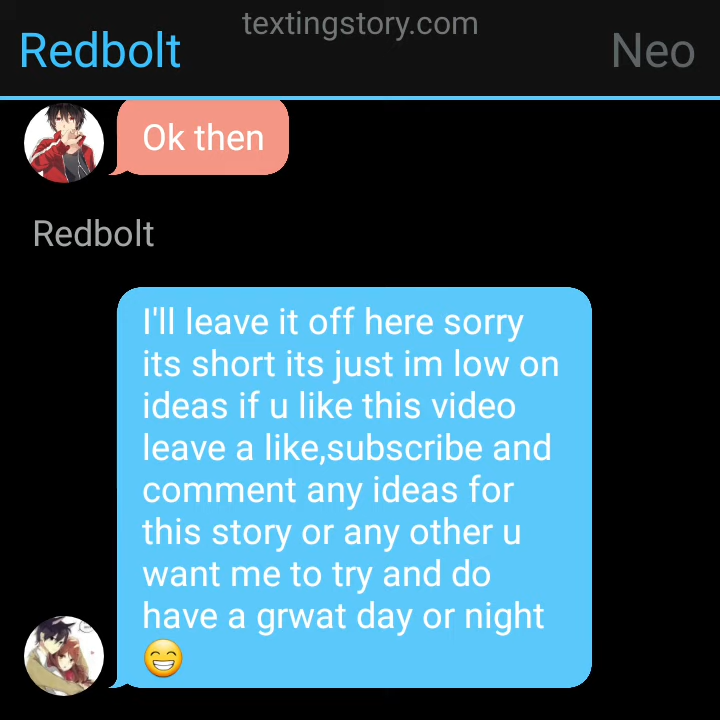 textingstory.com
Redbolt
Neo
Ok then
Redbolt
I'll leave it off here sorry
its short its just im low on
ideas if u like this video
leave a like,subscribe and
comment any ideas for
this story or any other u
want me to try and do
have a grwat day or night
😁